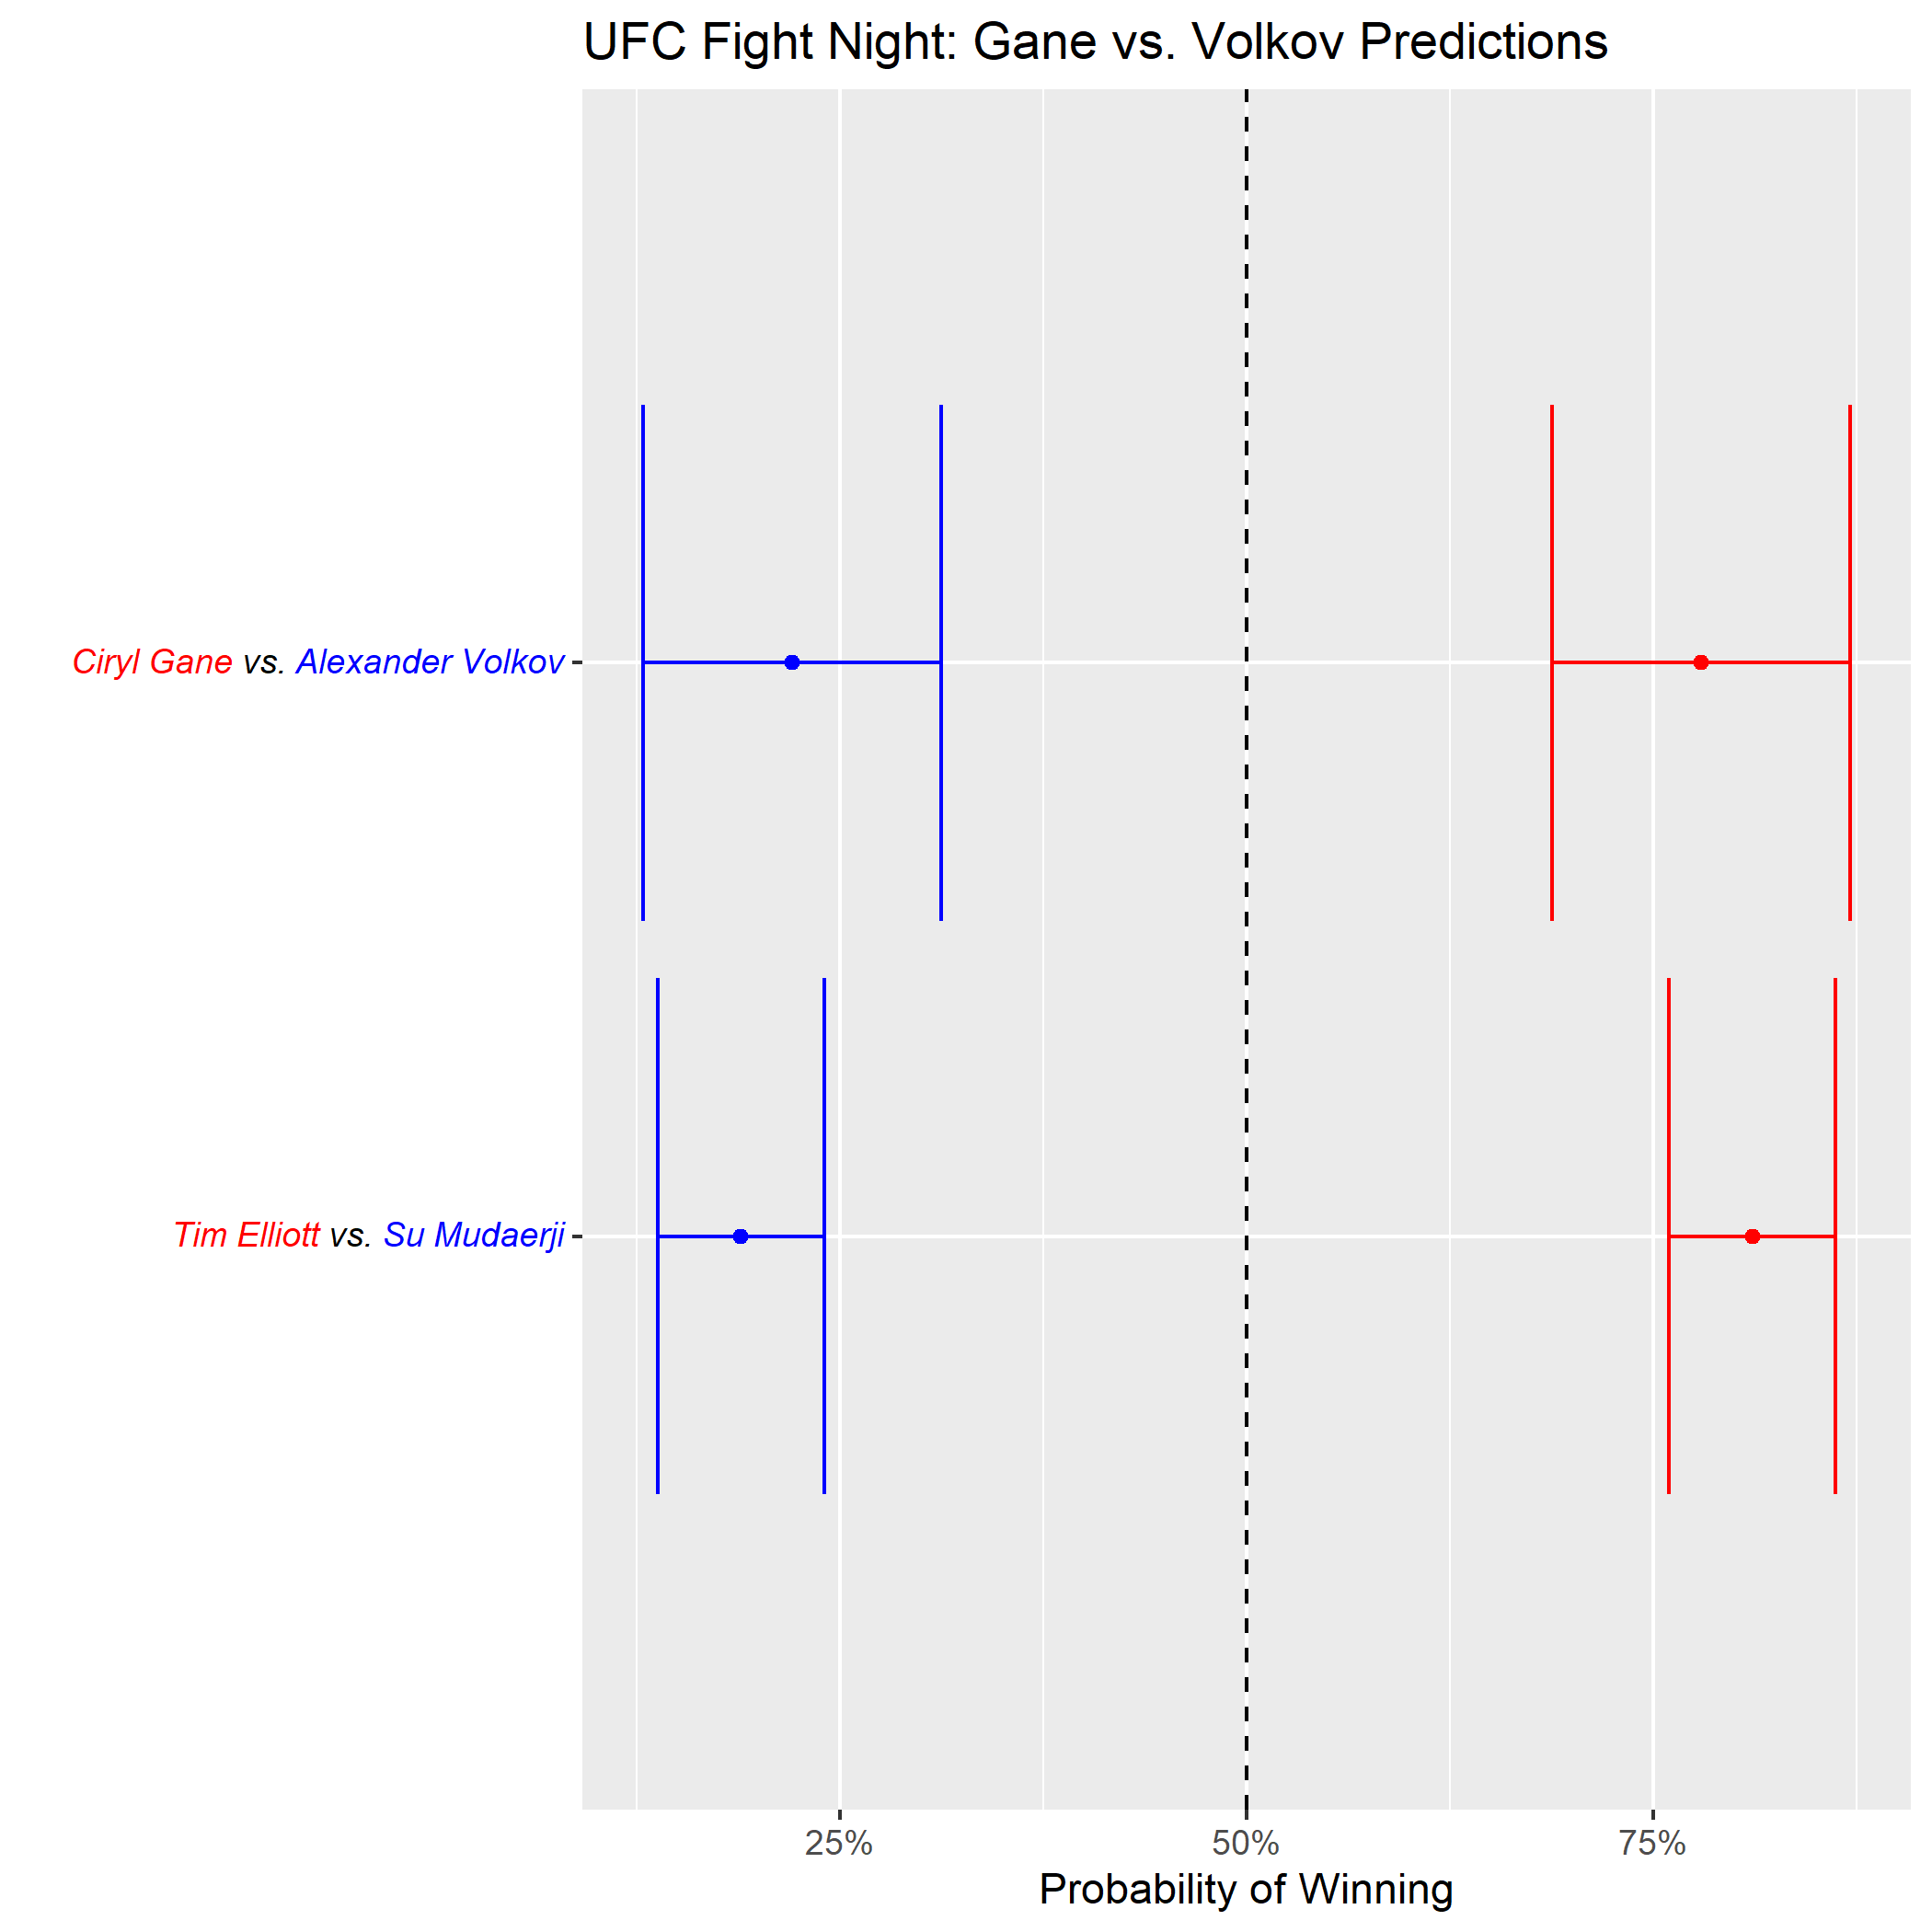 UFC Fight Night: Gane vs. Volkov Predictions
Ciryl Gane vs. Alexander Volkov
Tim Elliott vs. Su Mudaerji
25% 50% 75%
Probability of Winning